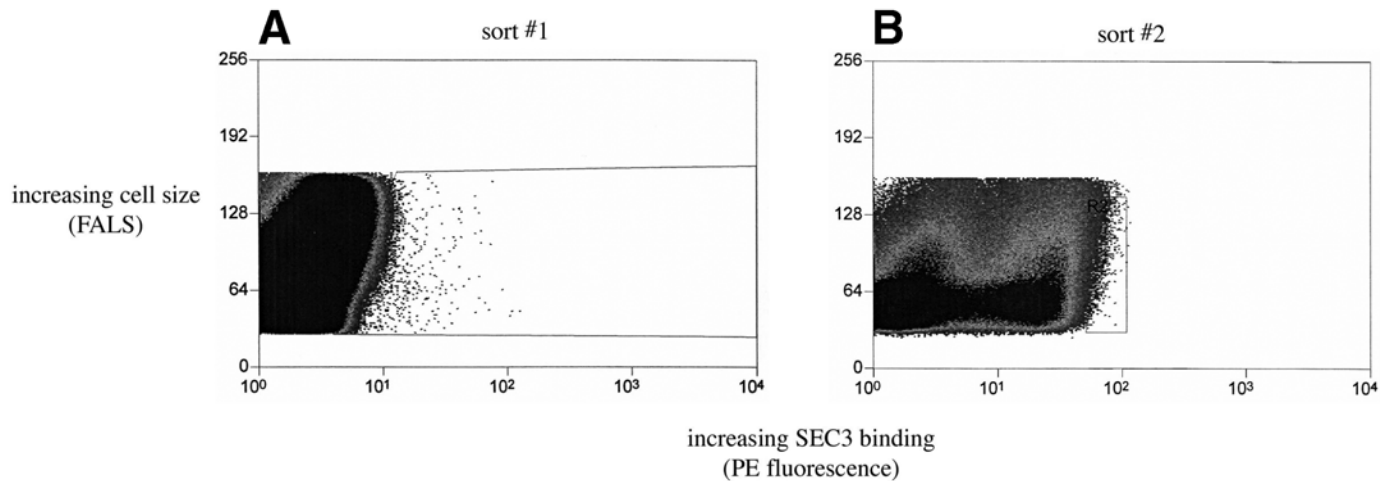 A
sort #1
256
192
128
64
0
10⁰
10¹
10²
10³
10⁴
B
sort #2
256
192
128
64
0
10⁰
10¹
10²
10³
10⁴
increasing cell size
(FALS)
increasing SEC3 binding
(PE fluorescence)